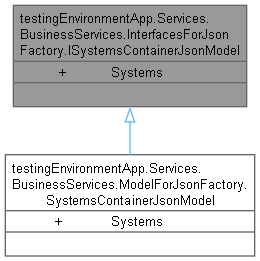 testingEnvironmentApp.Services.
BusinessServices.InterfacesForJson
Factory.ISystemsContainerJsonModel
+ Systems
testingEnvironmentApp.Services.
BusinessServices.ModelForJsonFactory.
SystemsContainerJsonModel
+ Systems